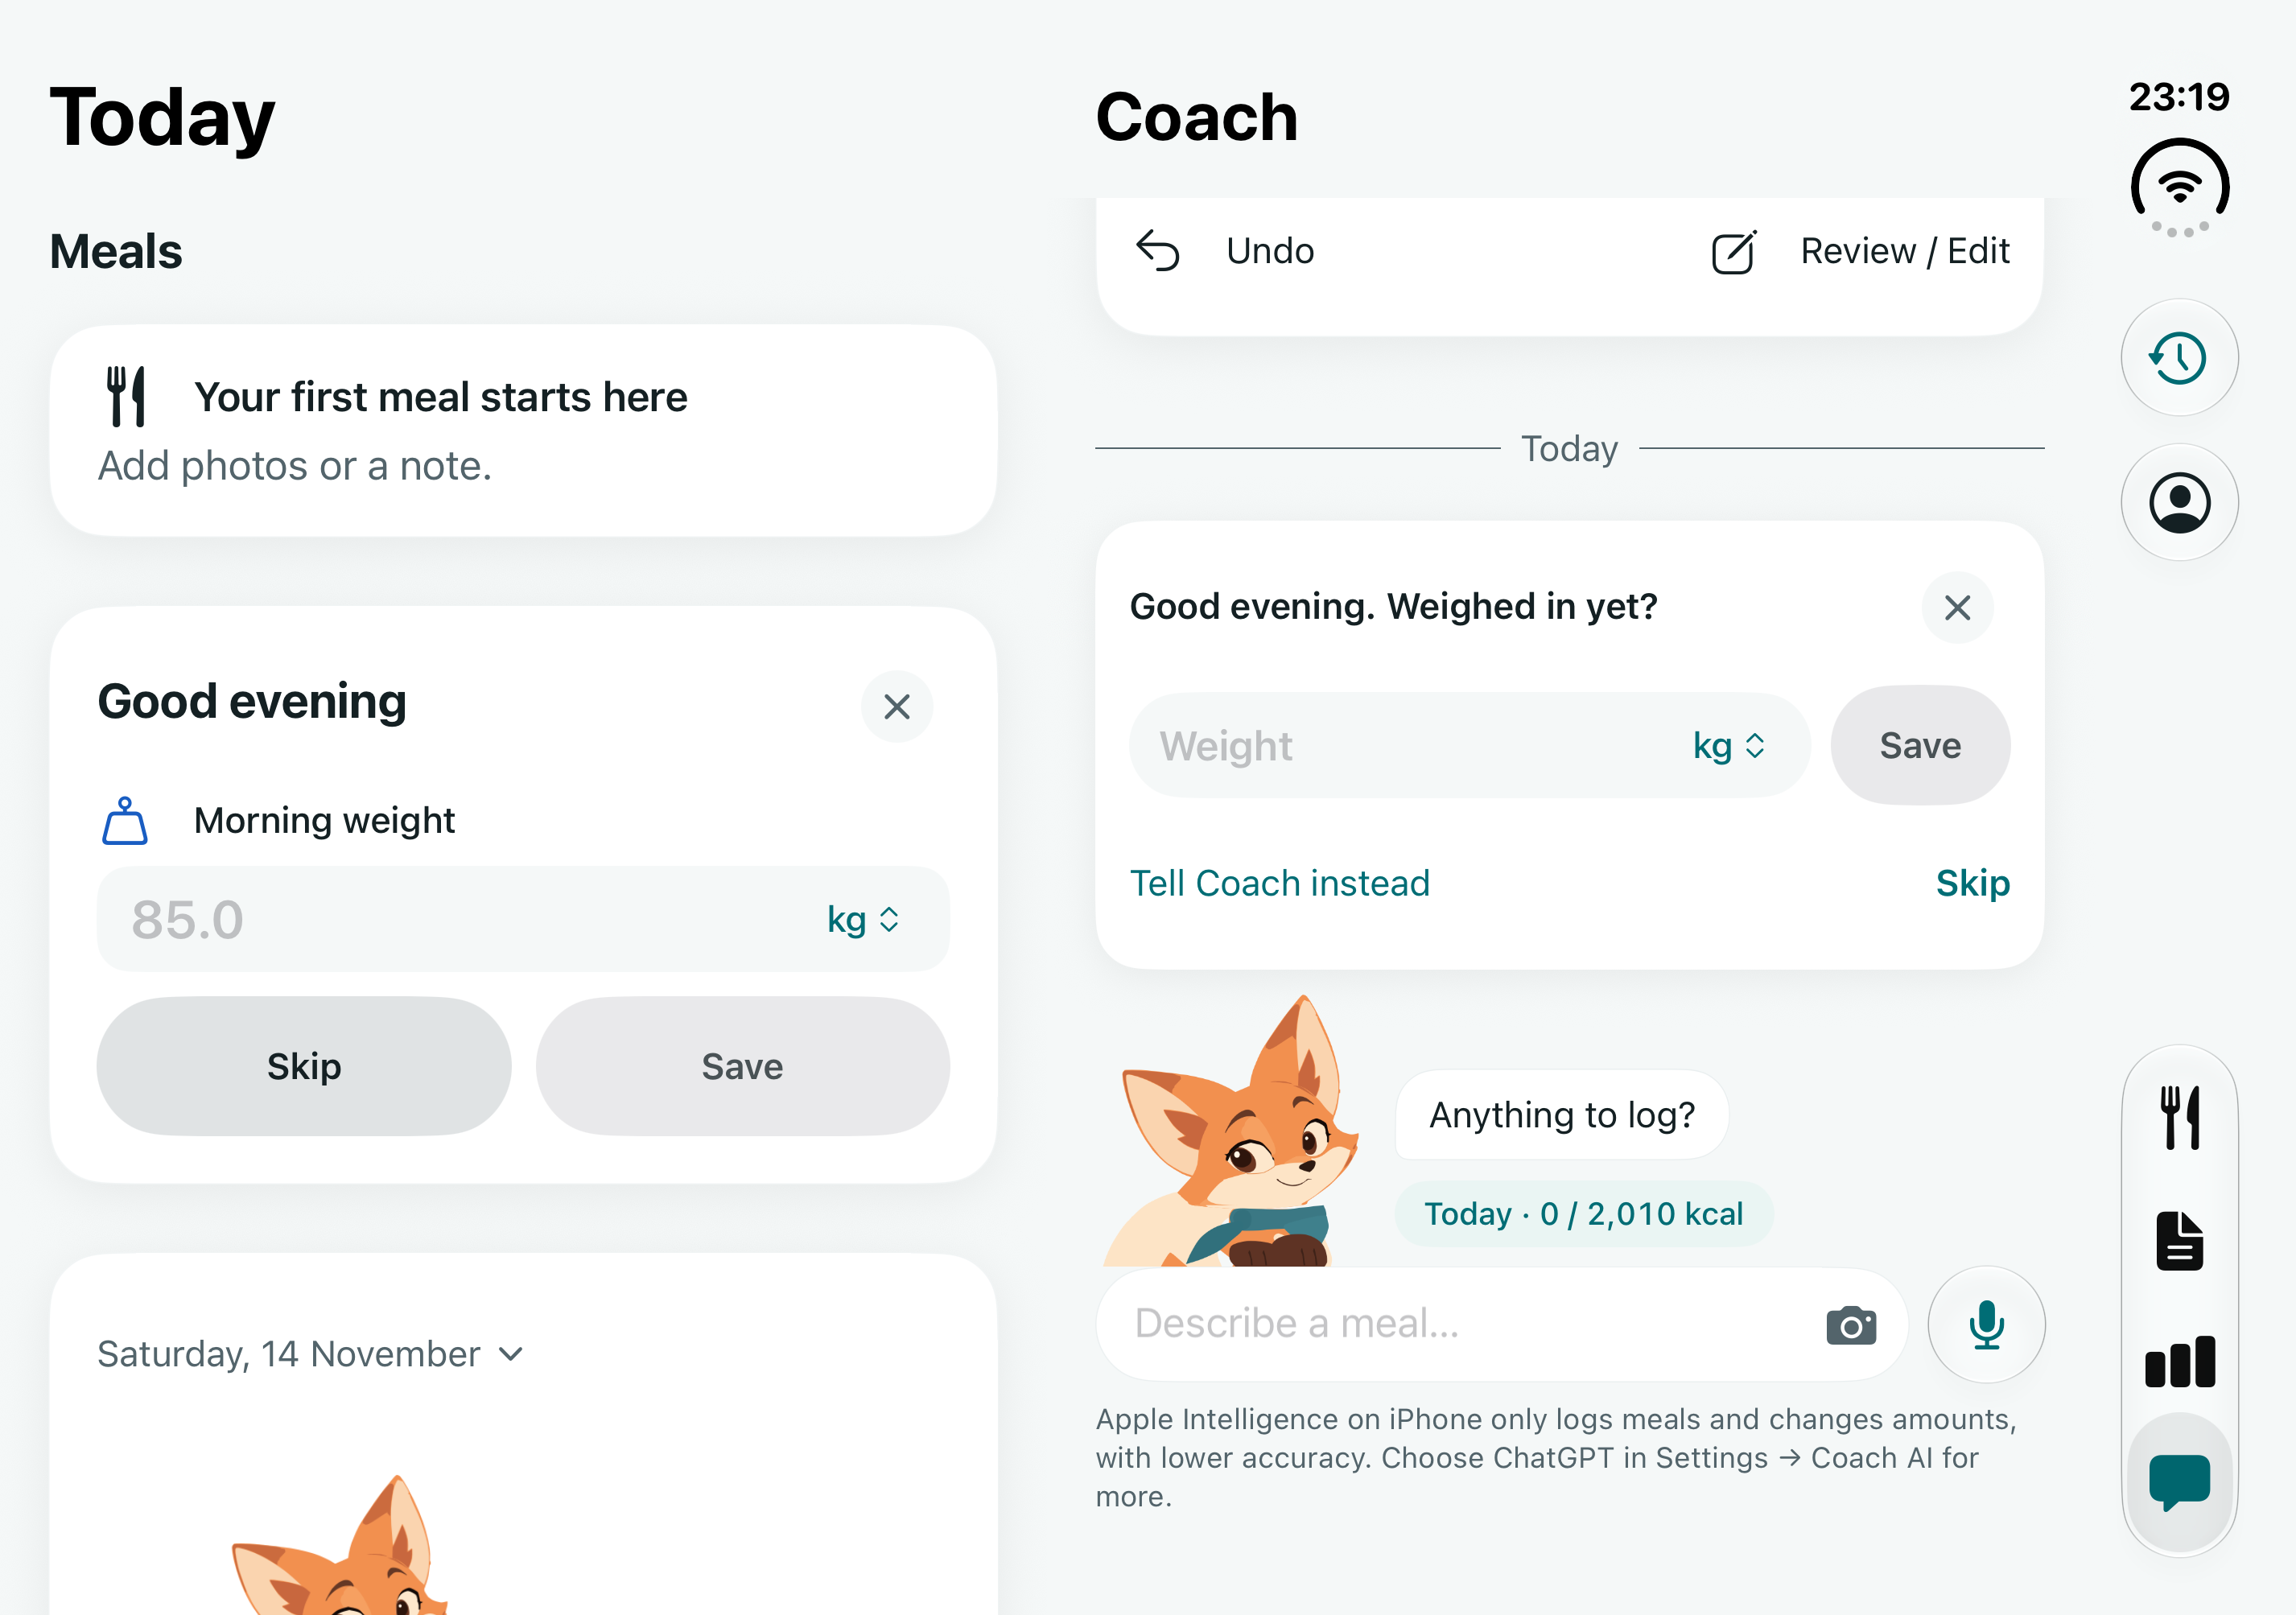 Today
Meals
Your first meal starts here
Add photos or a note.
Good evening
Morning weight
85.0
kg
Skip
Save
Saturday, 14 November
Coach
Undo
Review / Edit
Today
Good evening. Weighed in yet?
Weight
kg
Save
Tell Coach instead
Skip
Anything to log?
Today · 0 / 2,010 kcal
Describe a meal...
Apple Intelligence on iPhone only logs meals and changes amounts,
with lower accuracy. Choose ChatGPT in Settings → Coach AI for
more.
23:19